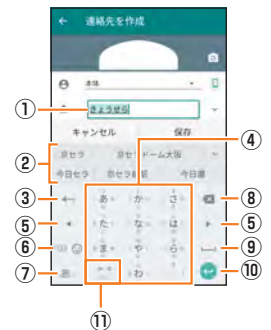 連絡先を作成
本体
① きょうせら
キャンセル 保存
④
② 京セラ 京セラドーム大阪
今日セラ 京セラ 今日瀬
③ あ か さ ⑧
⑤ た な は ⑤
⑥ ま や ら ⑨
⑦ わ ⑩
⑪